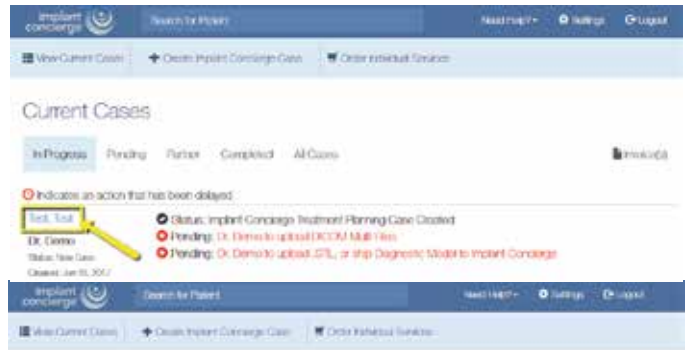 implant concierge Search for Patient Need Help? Settings Logout
View Current Cases Create Implant Concierge Case Order Individual Services
Current Cases
In Progress Pending Partner Completed All Cases
Indicates an action that has been delayed
Test, Test
Status: Implant Concierge Treatment Planning Case Created
Dr. Demo
Pending: Dr. Demo to upload DICOM Multi Files
Status: New Case
Pending: Dr. Demo to upload .STL, or ship Diagnostic Model to Implant Concierge
Created: Jun 2017
implant concierge Search for Patient Need Help? Settings Logout
View Current Cases Create Implant Concierge Case Order Individual Services